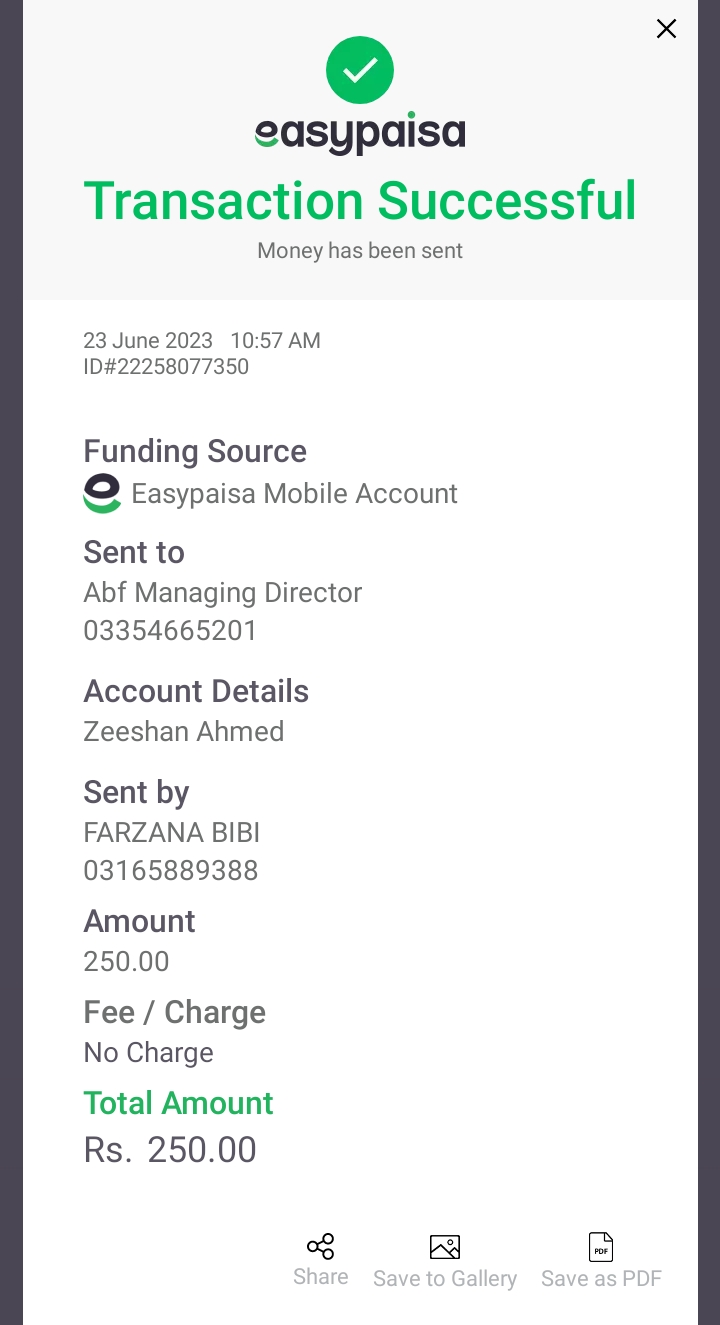 easypaisa
Transaction Successful
Money has been sent
23 June 2023 10:57 AM
ID#22258077350
Funding Source
Easypaisa Mobile Account
Sent to
Abf Managing Director
03354665201
Account Details
Zeeshan Ahmed
Sent by
FARZANA BIBI
03165889388
Amount
250.00
Fee / Charge
No Charge
Total Amount
Rs. 250.00
PDF
Share Save to Gallery Save as PDF